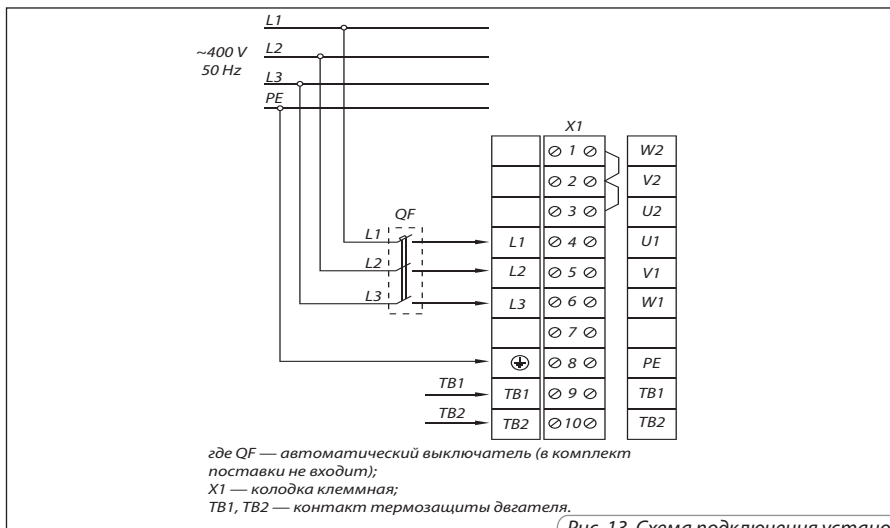 L1
~400 V L2
50 Hz L3
PE
X1
1 W2
2 V2
3 U2
QF
L1 L1 4 U1
L2 L2 5 V1
L3 L3 6 W1
7
8 PE
TB1 TB1 9 TB1
TB2 TB2 10 TB2
где QF — автоматический выключатель (в комплект
поставки не входит);
X1 — колодка клеммная;
TB1, TB2 — контакт термозащиты двгателя.
Рис. 13. Схема подключения